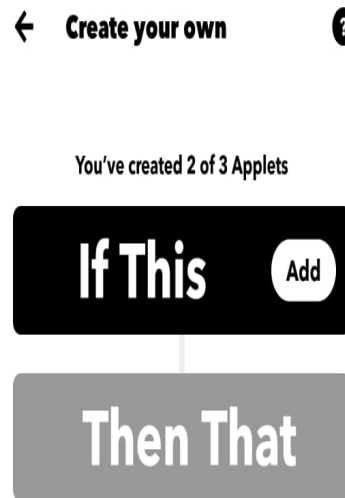 Create your own
?
You've created 2 of 3 Applets
If This
Add
Then That